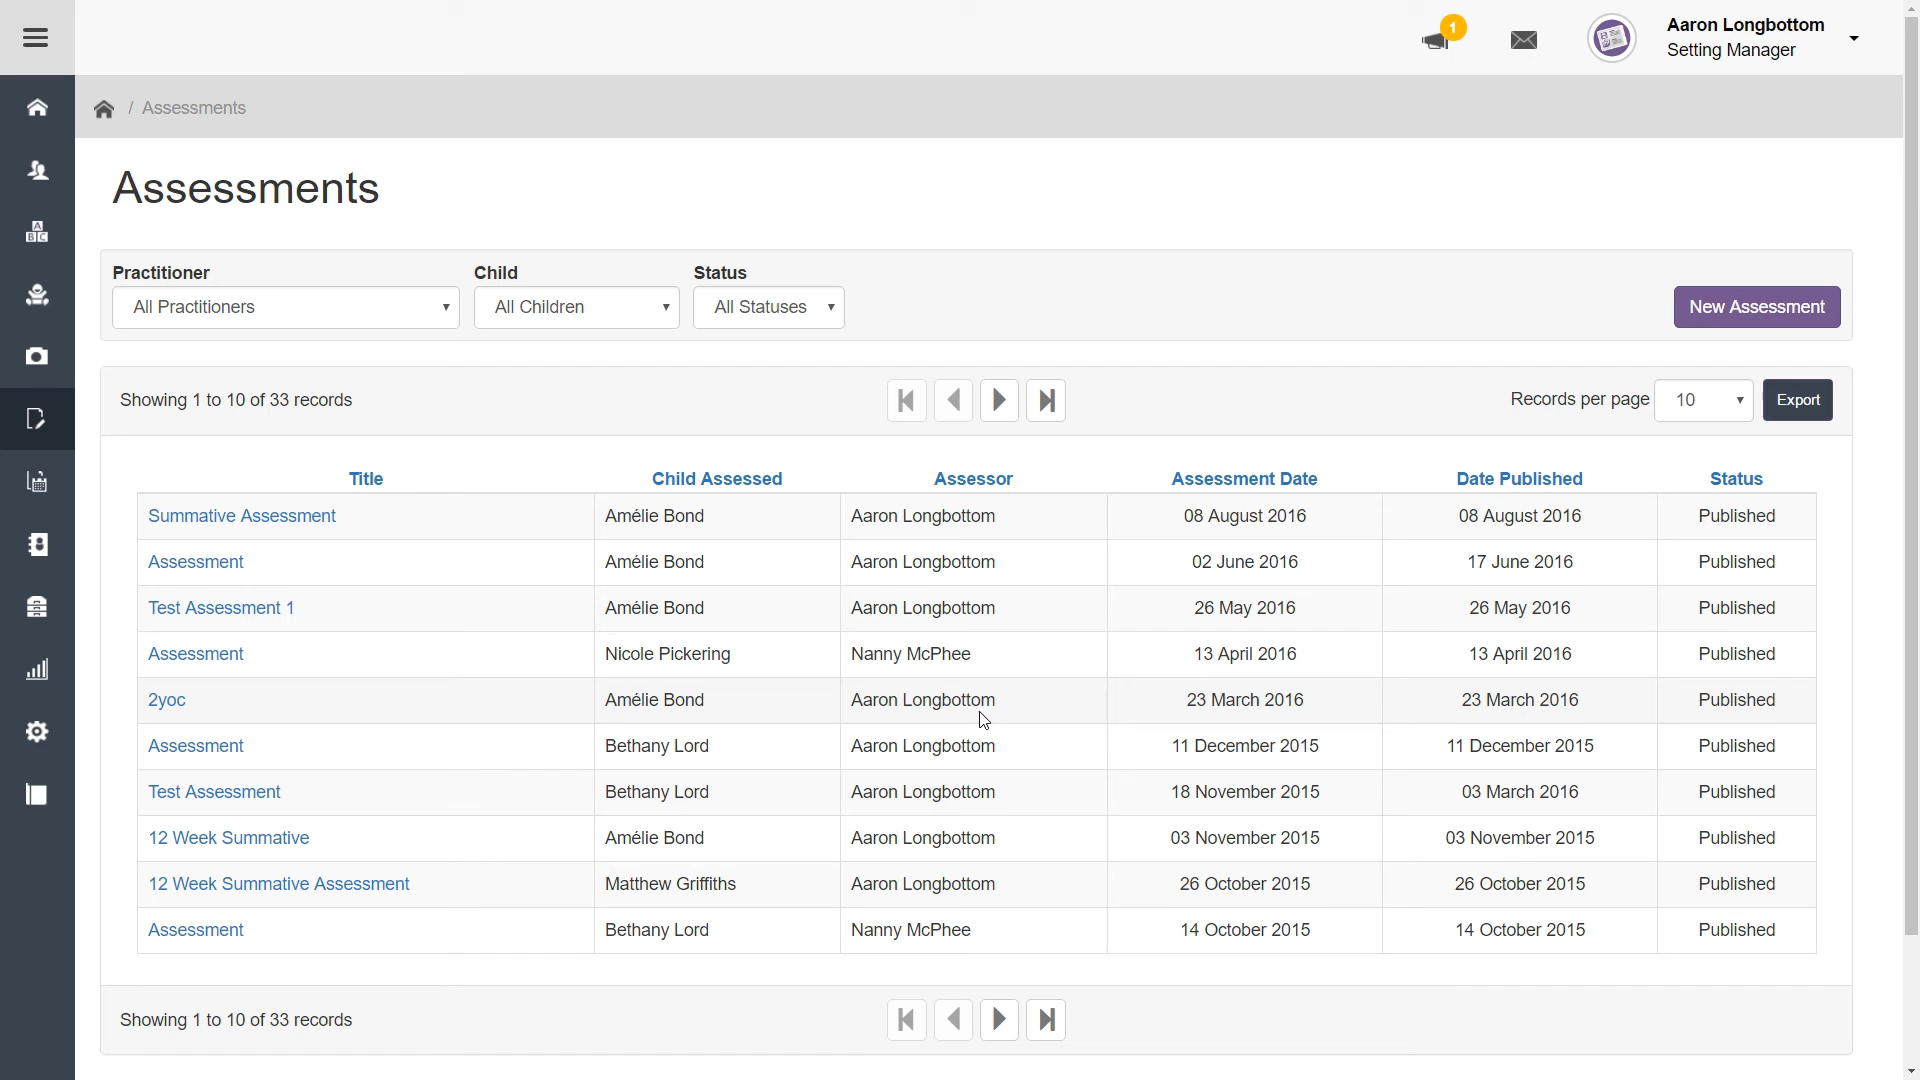 1
Aaron Longbottom
Setting Manager
/ Assessments
Assessments
Practitioner Child Status
All Practitioners All Children All Statuses New Assessment
Showing 1 to 10 of 33 records Records per page 10 Export
Title Child Assessed Assessor Assessment Date Date Published Status
Summative Assessment Amélie Bond Aaron Longbottom 08 August 2016 08 August 2016 Published
Assessment Amélie Bond Aaron Longbottom 02 June 2016 17 June 2016 Published
Test Assessment 1 Amélie Bond Aaron Longbottom 26 May 2016 26 May 2016 Published
Assessment Nicole Pickering Nanny McPhee 13 April 2016 13 April 2016 Published
2yoc Amélie Bond Aaron Longbottom 23 March 2016 23 March 2016 Published
Assessment Bethany Lord Aaron Longbottom 11 December 2015 11 December 2015 Published
Test Assessment Bethany Lord Aaron Longbottom 18 November 2015 03 March 2016 Published
12 Week Summative Amélie Bond Aaron Longbottom 03 November 2015 03 November 2015 Published
12 Week Summative Assessment Matthew Griffiths Aaron Longbottom 26 October 2015 26 October 2015 Published
Assessment Bethany Lord Nanny McPhee 14 October 2015 14 October 2015 Published
Showing 1 to 10 of 33 records